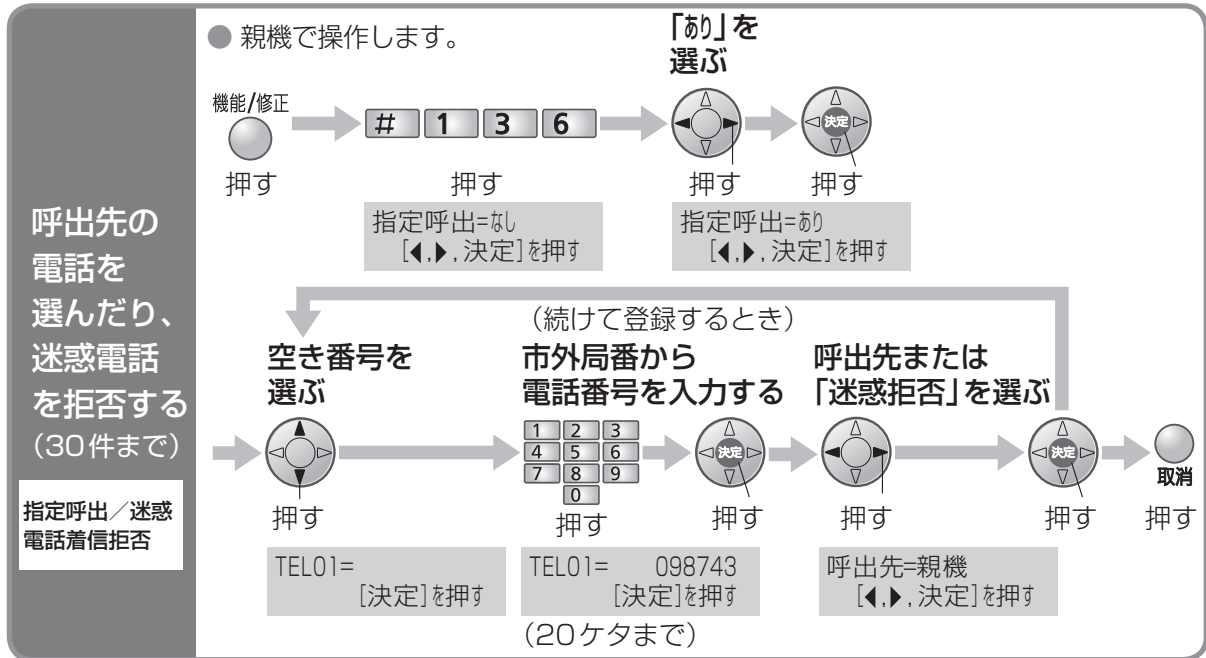 呼出先の
電話を
選んだり、
迷惑電話
を拒否する
（30件まで）
指定呼出／迷惑
電話着信拒否
● 親機で操作します。
「あり」を
選ぶ
機能/修正
# 1 3 6
決定
押す 押す 押す 押す
指定呼出=なし
[◀,▶,決定]を押す
指定呼出=あり
[◀,▶,決定]を押す
（続けて登録するとき）
空き番号を
選ぶ
市外局番から
電話番号を入力する
呼出先または
「迷惑拒否」を選ぶ
1 2 3
4 5 6
7 8 9
0
決定
決定
取消
押す 押す 押す 押す 押す 押す
TEL01=
[決定]を押す
TEL01= 098743
[決定]を押す
（20ケタまで）
呼出先=親機
[◀,▶,決定]を押す